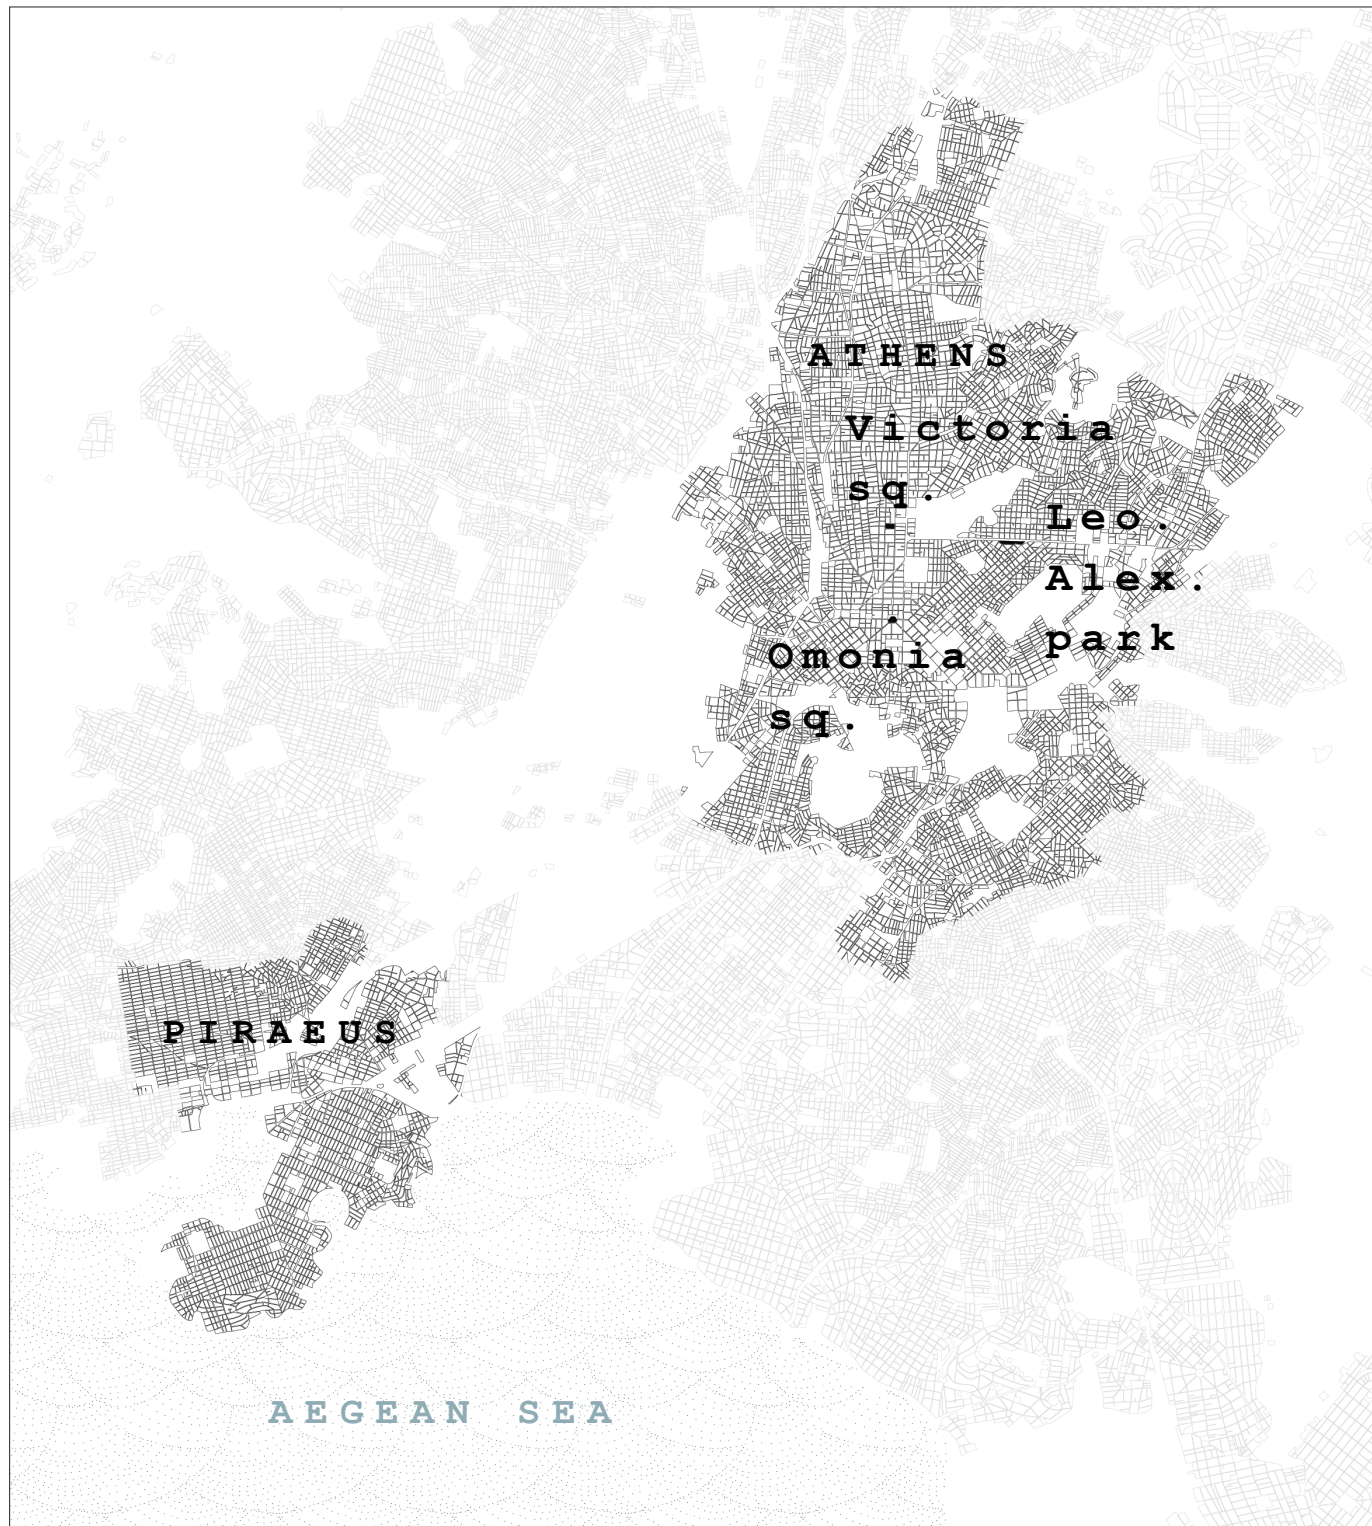 ATHENS
Victoria
sq.
Leo.
Alex.
park
Omonia
sq.
PIRAEUS
AEGEAN SEA